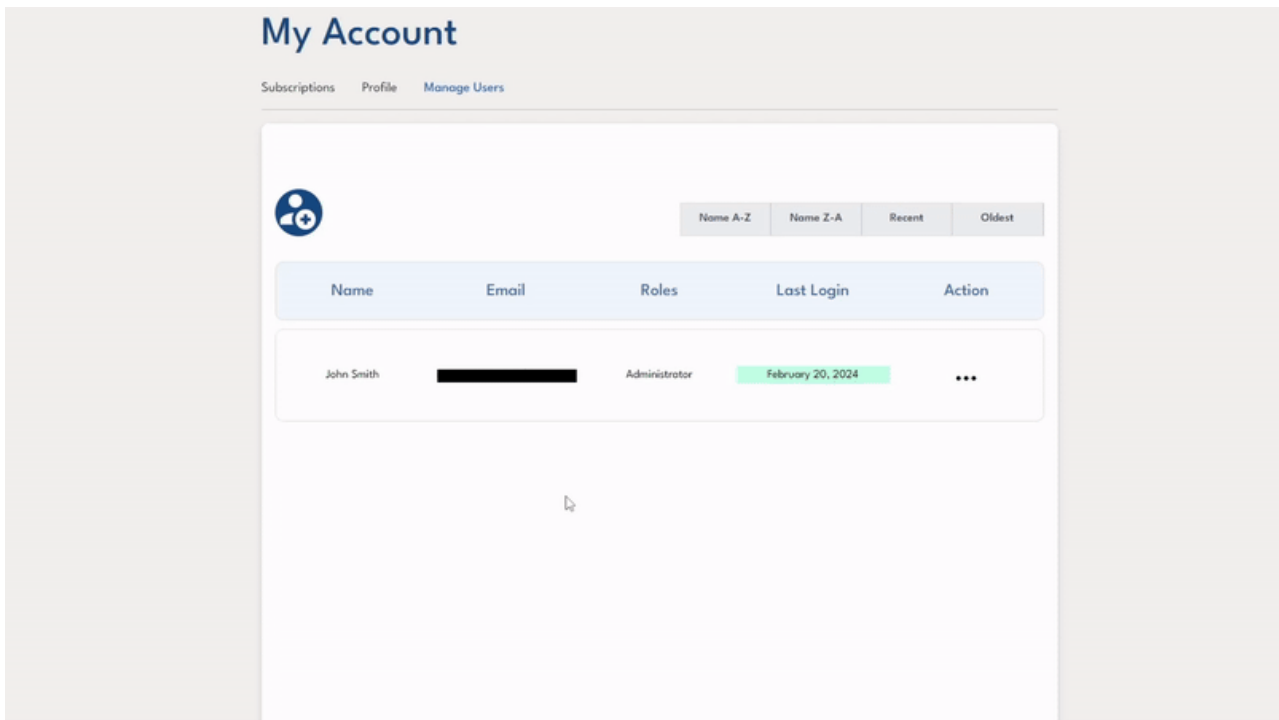 My Account
Subscriptions Profile Manage Users
Name A-Z Name Z-A Recent Oldest
Name Email Roles Last Login Action
John Smith Administrator February 20, 2024 •••